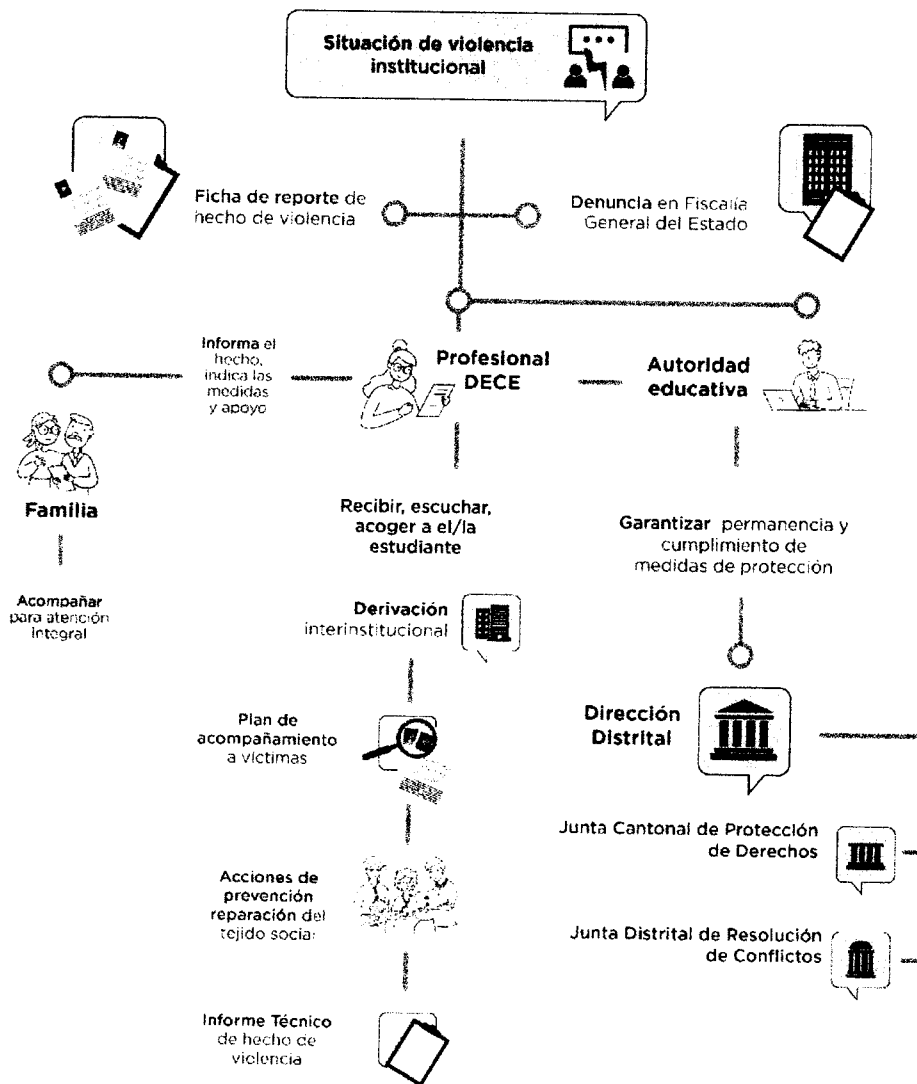 Situación de violencia
institucional
Ficha de reporte de
hecho de violencia
Denuncia en Fiscalía
General del Estado
Informa el
hecho,
indica las
medidas
y apoyo
Profesional
DECE
Autoridad
educativa
Familia
Recibir, escuchar,
acoger a el/la
estudiante
Garantizar permanencia y
cumplimiento de
medidas de protección
Acompañar
para atención
integral
Derivación
interinstitucional
Plan de
acompañamiento
a víctimas
Dirección
Distrital
Junta Cantonal de Protección
de Derechos
Acciones de
prevención
reparación del
tejido social
Junta Distrital de Resolución
de Conflictos
Informe Técnico
de hecho de
violencia